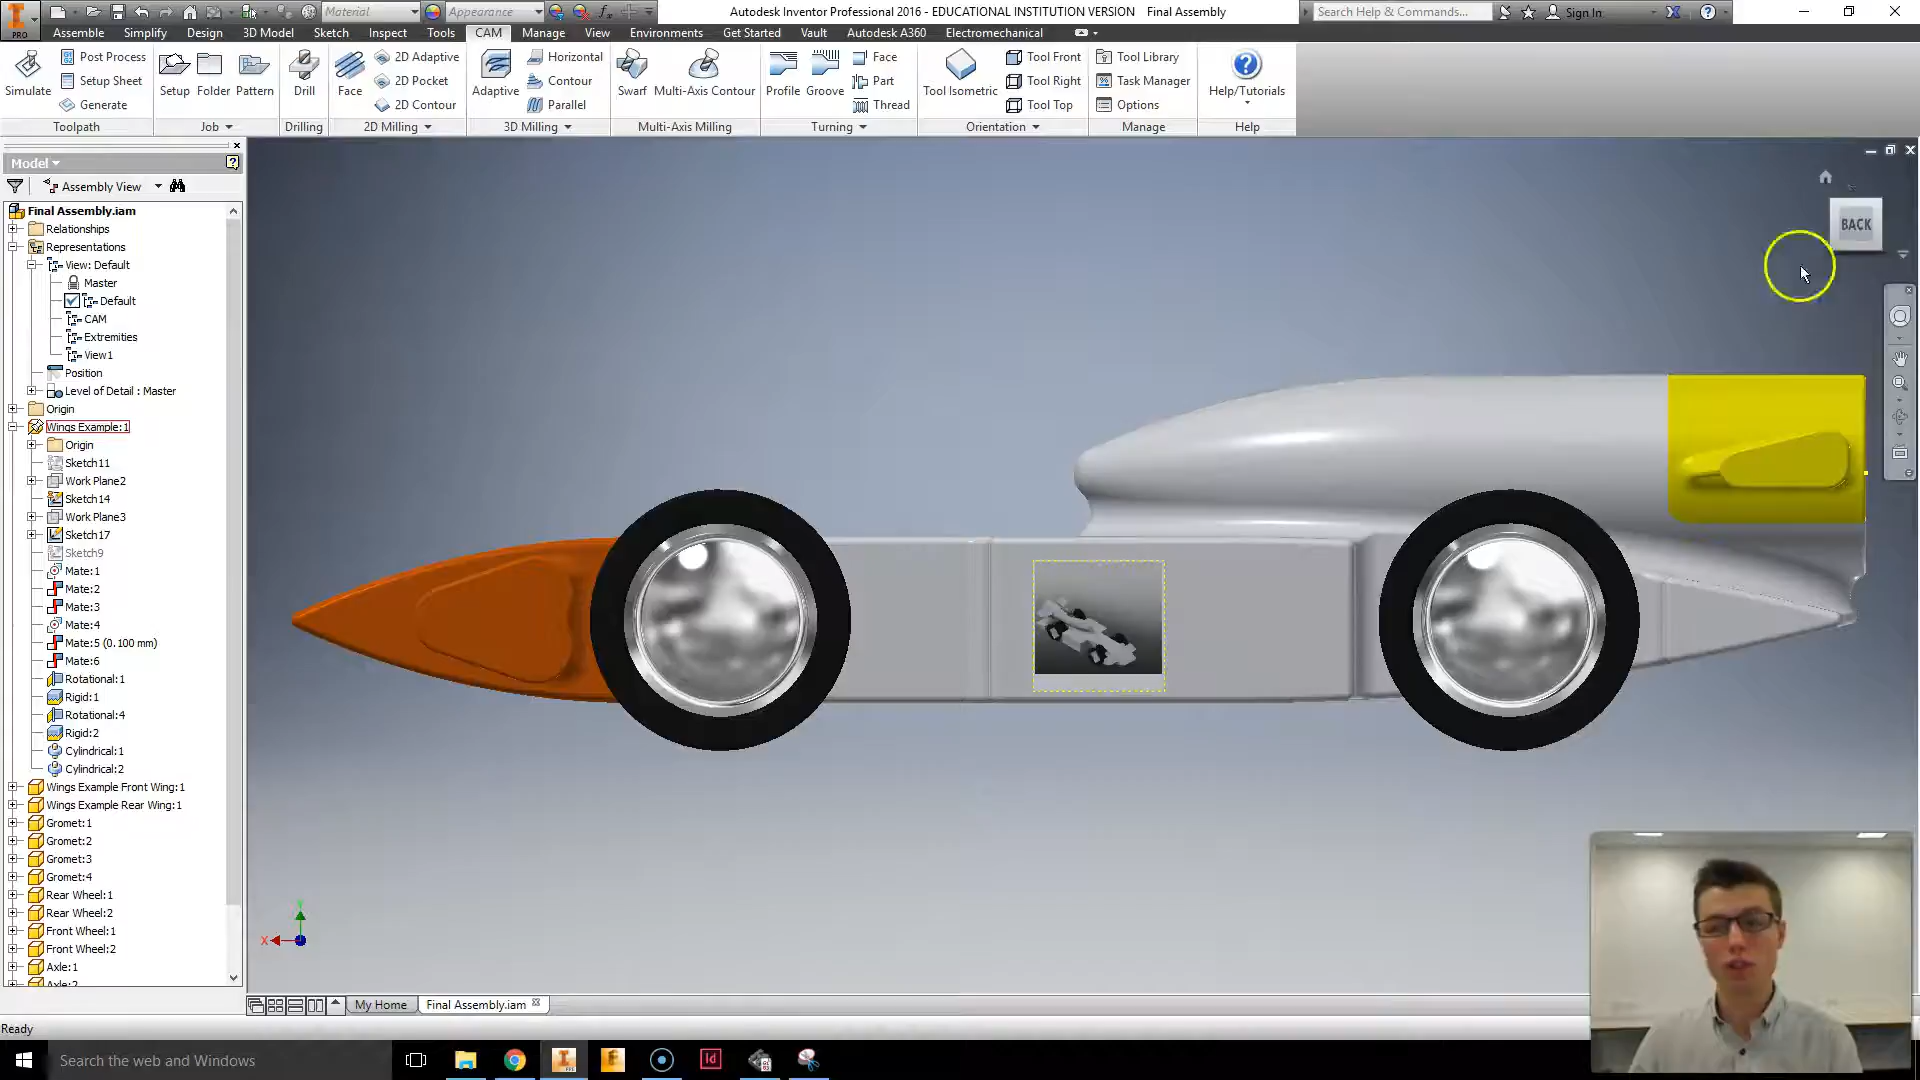 Material
Appearance
Autodesk Inventor Professional 2016 - EDUCATIONAL INSTITUTION VERSION Final Assembly
Search Help & Commands...
Sign In
PRO
Assemble Simplify Design 3D Model Sketch Inspect Tools CAM Manage View Environments Get Started Vault Autodesk A360 Electromechanical
Post Process
2D Adaptive
Horizontal
Face
Tool Front
Tool Library
Setup Sheet
2D Pocket
Contour
Part
Tool Right
Task Manager
Simulate
Setup Folder Pattern
Drill
Face
Adaptive
Swarf Multi-Axis Contour
Profile Groove
Tool Isometric
Help/Tutorials
Generate
2D Contour
Parallel
Thread
Tool Top
Options
Toolpath Job Drilling 2D Milling 3D Milling Multi-Axis Milling Turning Orientation Manage Help
Model
Assembly View
Final Assembly.iam
Relationships
Representations
View: Default
Master
Default
CAM
Extremities
View1
Position
Level of Detail : Master
Origin
Wings Example:1
Origin
Sketch11
Work Plane2
Sketch14
Work Plane3
Sketch17
Sketch9
Mate:1
Mate:2
Mate:3
Mate:4
Mate:5 (0.100 mm)
Mate:6
Rotational:1
Rigid:1
Rotational:4
Rigid:2
Cylindrical:1
Cylindrical:2
Wings Example Front Wing:1
Wings Example Rear Wing:1
Gromet:1
Gromet:2
Gromet:3
Gromet:4
Rear Wheel:1
Rear Wheel:2
Front Wheel:1
Front Wheel:2
Axle:1
Axle:2
BACK
Y
X
My Home
Final Assembly.iam
Ready
Search the web and Windows
Id